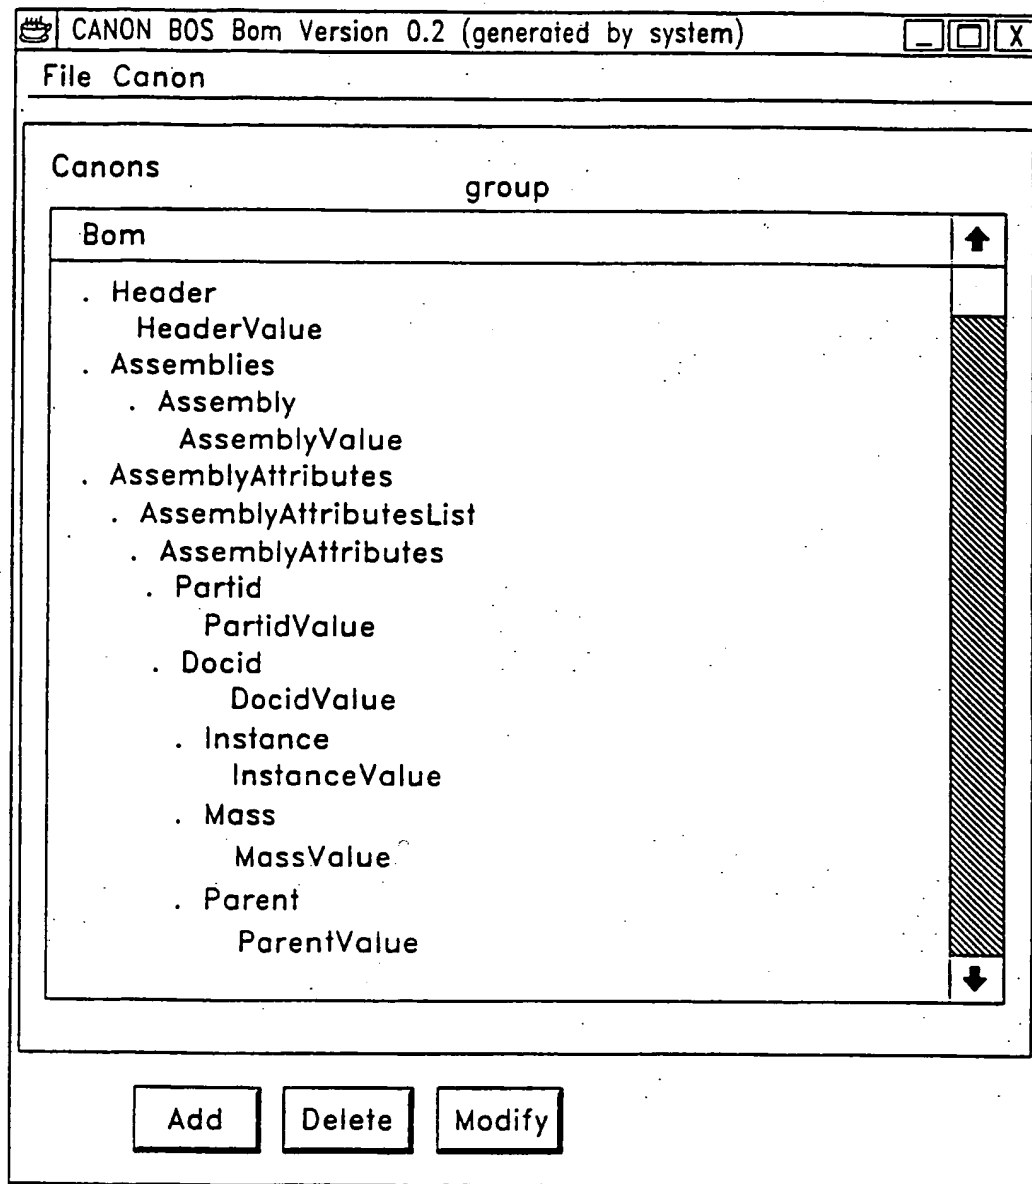 CANON BOS Bom Version 0.2 (generated by system) _ X
File Canon
Canons
group
Bom
. Header
HeaderValue
. Assemblies
. Assembly
AssemblyValue
. AssemblyAttributes
. AssemblyAttributesList
. AssemblyAttributes
. Partid
PartidValue
. Docid
DocidValue
. Instance
InstanceValue
. Mass
MassValue
. Parent
ParentValue
Add Delete Modify